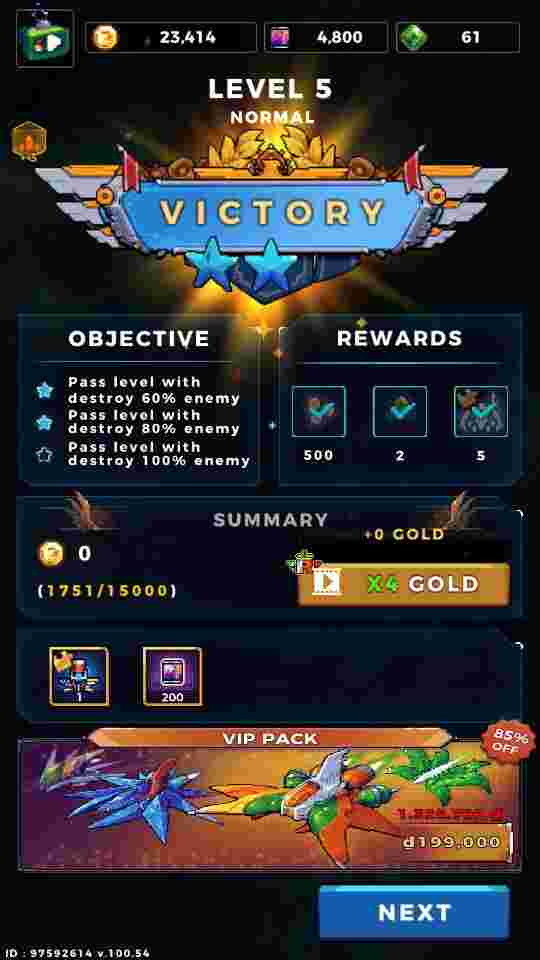 23,414
4,800
61
LEVEL 5
NORMAL
VICTORY
OBJECTIVE
Pass level with
destroy 60% enemy
Pass level with
destroy 80% enemy
Pass level with
destroy 100% enemy
REWARDS
500
2
5
SUMMARY
0
(1751/15000)
+0 GOLD
X4 GOLD
1
200
VIP PACK
85%
OFF
đ199,000
NEXT
ID : 97592614 v.100.54